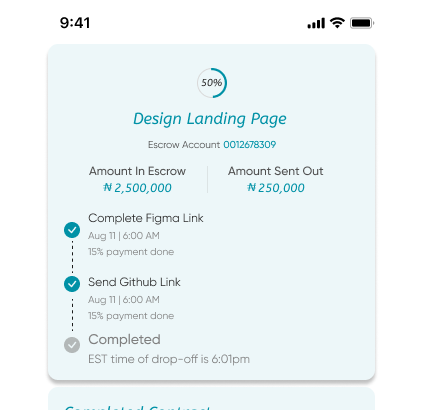 9:41
50%
Design Landing Page
Escrow Account 0012678309
Amount In Escrow
₦ 2,500,000
Amount Sent Out
₦ 250,000
Complete Figma Link
Aug 11 | 6:00 AM
15% payment done
Send Github Link
Aug 11 | 6:00 AM
15% payment done
Completed
EST time of drop-off is 6:01pm
Completed Contract